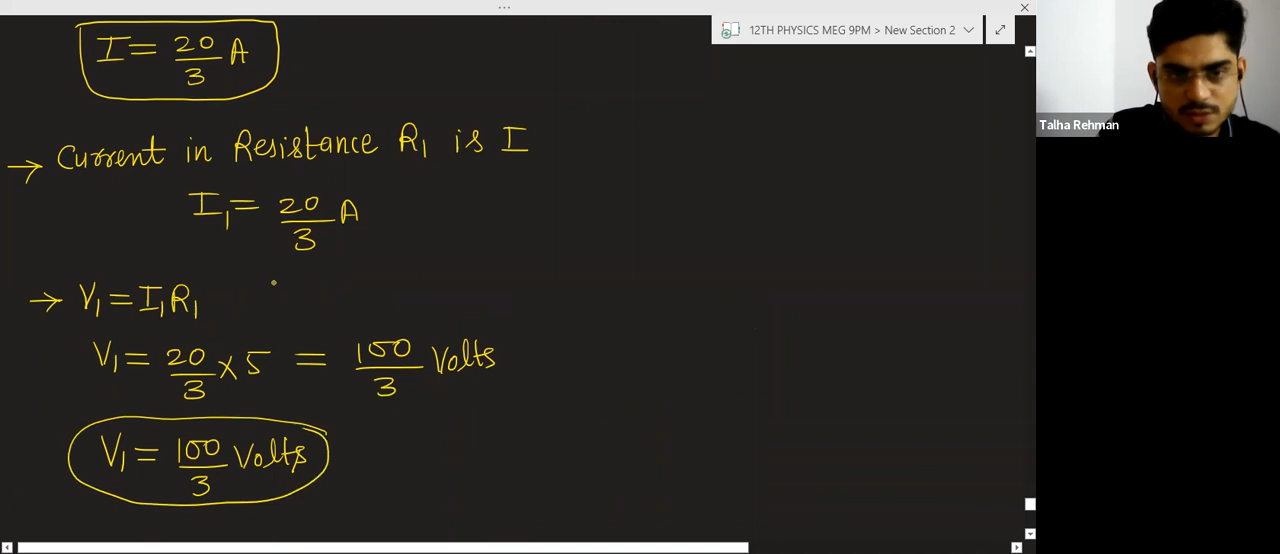 12TH PHYSICS MEG 9PM > New Section 2
I = 20/3 A
Talha Rehman
→ Current in Resistance R₁ is I
I₁ = 20/3 A
→ V₁ = I₁R₁
V₁ = 20/3 × 5 = 100/3 Volts
V₁ = 100/3 Volts